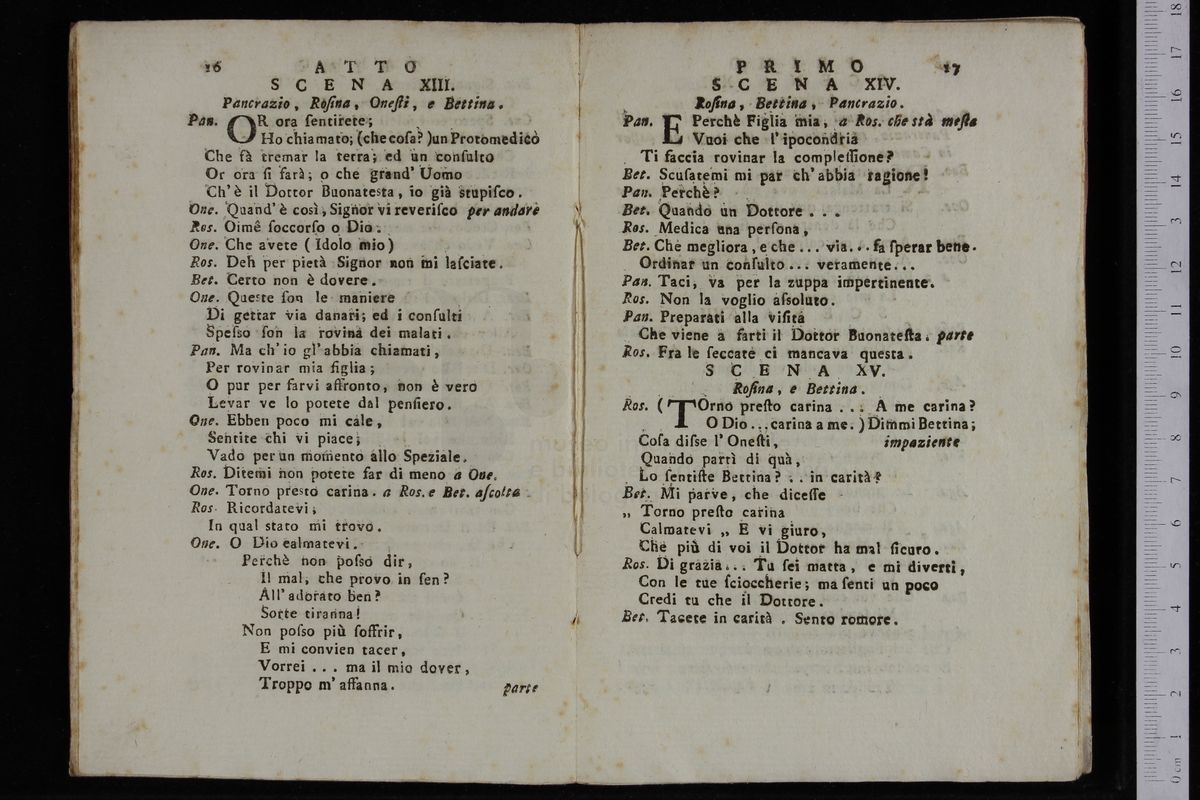 16 ATTO
SCENA XIII.
Pancrazio, Roſina, Oneſti, e Bettina.
Pan. OR ora ſentirete;
Ho chiamato; (che coſa?) un Protomedicò
Che fà tremar la terra; ed un conſulto
Or ora ſi farà; o che grand' Uomo
Ch' è il Dottor Buonatesta, io già stupiſco.
One. Quand' è così, Signor vi reveriſco per andare
Ros. Oimê ſoccorſo o Dio.
One. Che avete (Idolo mio)
Ros. Deh per pietà Signor non mi laſciate.
Bet. Certo non è dovere.
One. Queste ſon le maniere
Di gettar via danari; ed i conſulti
Speſso ſon la rovina dei malati.
Pan. Ma ch' io gl' abbia chiamati,
Per rovinar mia figlia;
O pur per farvi affronto, non è vero
Levar ve lo potete dal penſiero.
One. Ebben poco mi cale,
Sentite chi vi piace;
Vado per un momento allo Speziale.
Ros. Ditemi non potete far di meno a One.
One. Torno presto carina. a Ros. e Bet. aſcolta
Ros. Ricordatevi;
In qual stato mi trovo.
One. O Dio calmatevi.
Perchè non poſso dir,
Il mal, che provo in ſen?
All' adorato ben?
Sorte tiranna!
Non poſso più ſoffrir,
E mi convien tacer,
Vorrei ... ma il mio dover,
Troppo m' affanna. parte
PRIMO 17
SCENA XIV.
Roſina, Bettina, Pancrazio.
Pan. E Perchè Figlia mia, a Ros. che stà meſta
Vuoi che l' ipocondria
Ti faccia rovinar la compleſſione?
Bet. Scuſatemi mi par ch' abbia ragione!
Pan. Perchè?
Bet. Quando un Dottore ...
Ros. Medica una perſona,
Bet. Che megliora, e che ... via... fa ſperar bene.
Ordinar un conſulto ... veramente...
Pan. Taci, va per la zuppa impertinente.
Ros. Non la voglio aſsoluto.
Pan. Preparati alla viſita
Che viene a farti il Dottor Buonateſta. parte
Ros. Fra le ſeccate ci mancava questa.
SCENA XV.
Roſina, e Bettina.
Ros. (TOrno preſto carina ... A me carina?
O Dio ...carina a me.) Dimmi Bettina;
Coſa diſse l' Oneſti, impaziente
Quando partì di quà,
Lo ſentiſte Bettina? .. in carità?
Bet. Mi parve, che diceſſe
„ Torno preſto carina
Calmatevi „ E vi giuro,
Che più di voi il Dottor ha mal ſicuro.
Ros. Di grazia... Tu ſei matta, e mi diverti,
Con le tue ſcioccherie; ma ſenti un poco
Credi tu che il Dottore.
Bet. Tacete in carità. Sento romore.